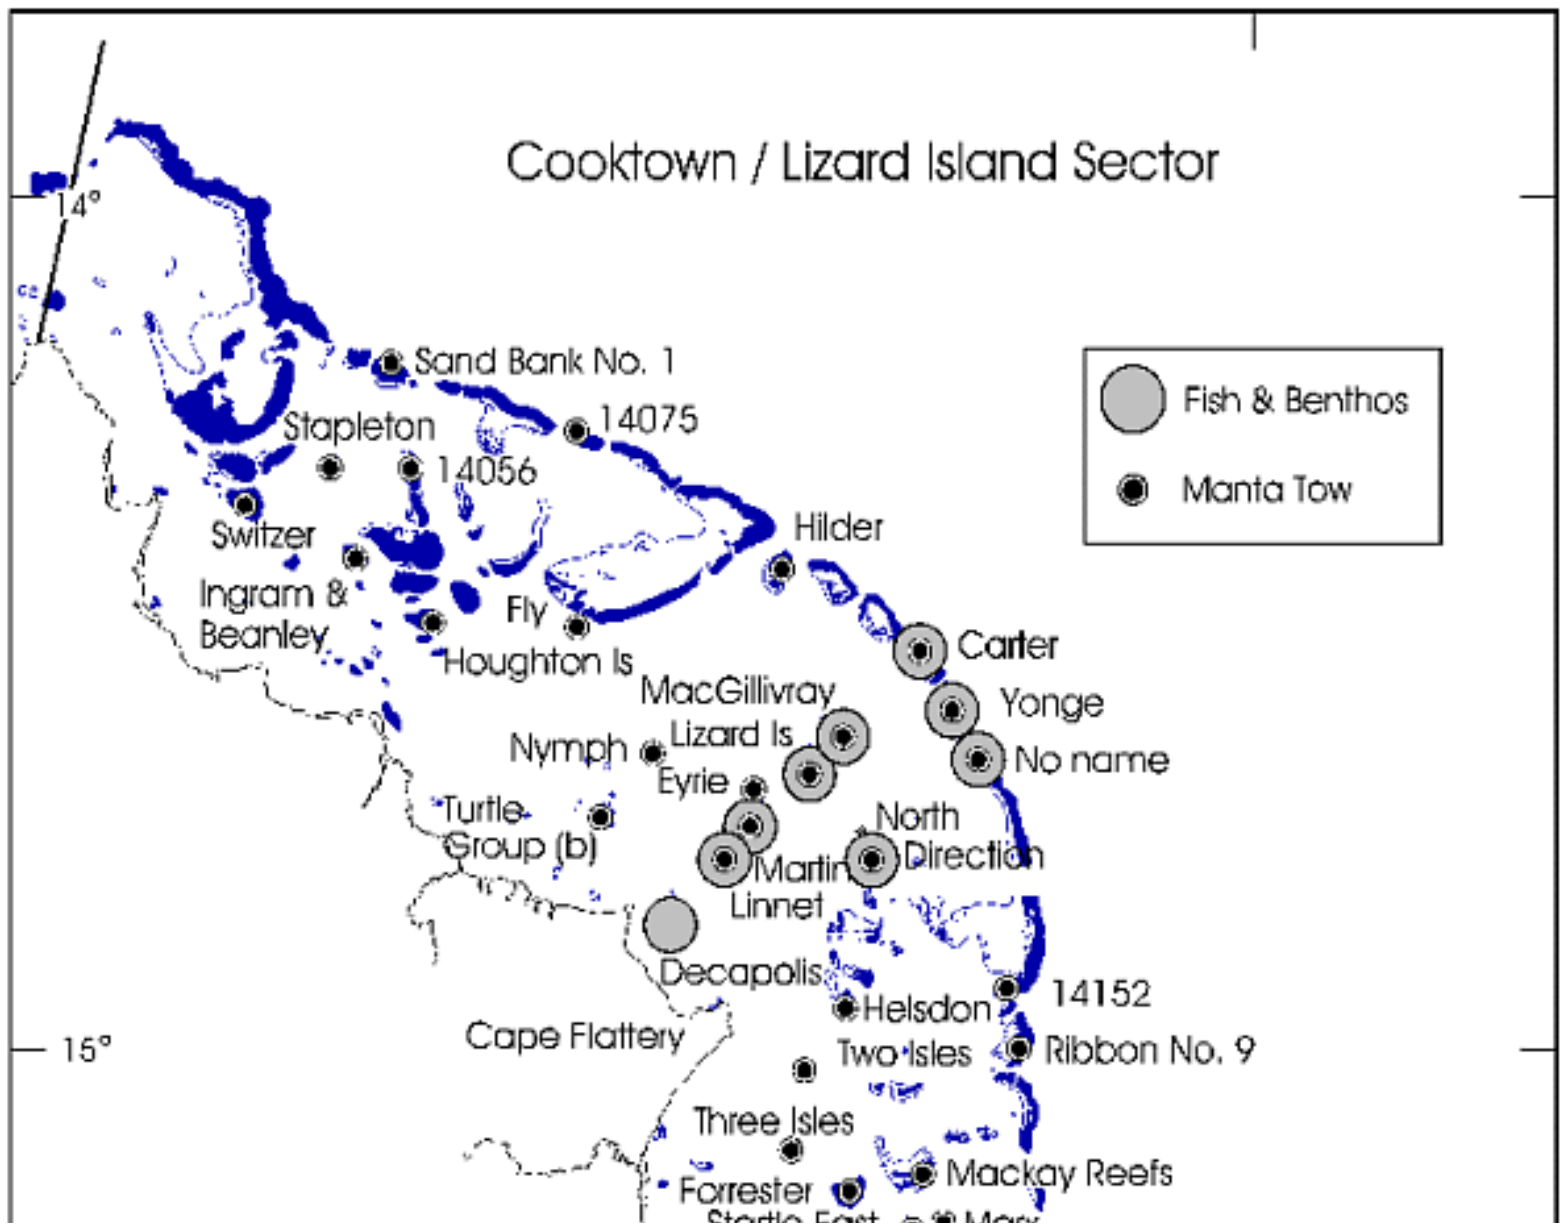 Cooktown / Lizard Island Sector
14°
Sand Bank No. 1
Fish & Benthos
14075
Stapleton
14056
Manta Tow
Switzer
Hilder
Ingram &
Beanley
Fly
Houghton Is
Carter
MacGillivray
Yonge
Lizard Is
Nymph
No name
Eyrie
Turtle
Group (b)
North
Direction
Martin
Linnet
Decapolis
14152
Helsdon
Cape Flattery
Two Isles
15°
Ribbon No. 9
Three Isles
Mackay Reefs
Forrester